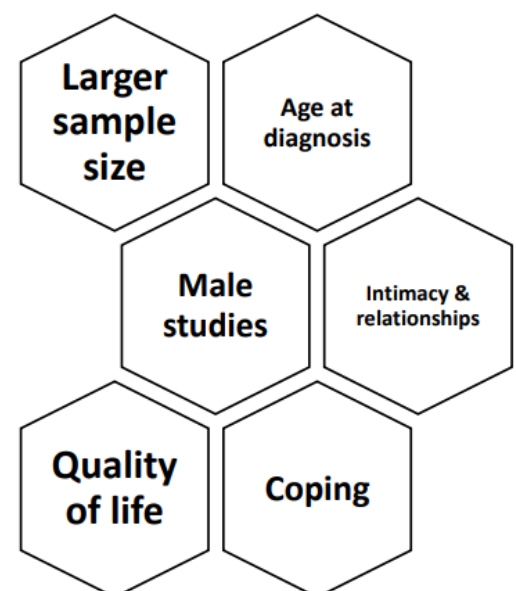 Larger
sample
size
Age at
diagnosis
Male
studies
Intimacy &
relationships
Quality
of life
Coping